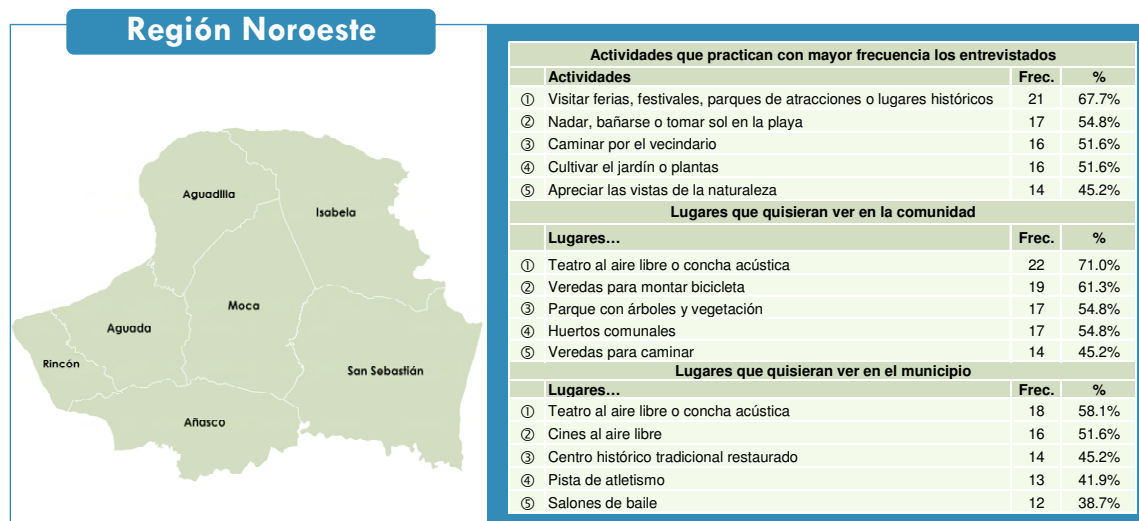 Región Noroeste
Aguadilla
Isabela
Moca
Aguada
Rincón
San Sebastián
Añasco
Actividades que practican con mayor frecuencia los entrevistados
Actividades Frec. %
① Visitar ferias, festivales, parques de atracciones o lugares históricos 21 67.7%
② Nadar, bañarse o tomar sol en la playa 17 54.8%
③ Caminar por el vecindario 16 51.6%
④ Cultivar el jardín o plantas 16 51.6%
⑤ Apreciar las vistas de la naturaleza 14 45.2%
Lugares que quisieran ver en la comunidad
Lugares… Frec. %
① Teatro al aire libre o concha acústica 22 71.0%
② Veredas para montar bicicleta 19 61.3%
③ Parque con árboles y vegetación 17 54.8%
④ Huertos comunales 17 54.8%
⑤ Veredas para caminar 14 45.2%
Lugares que quisieran ver en el municipio
Lugares… Frec. %
① Teatro al aire libre o concha acústica 18 58.1%
② Cines al aire libre 16 51.6%
③ Centro histórico tradicional restaurado 14 45.2%
④ Pista de atletismo 13 41.9%
⑤ Salones de baile 12 38.7%